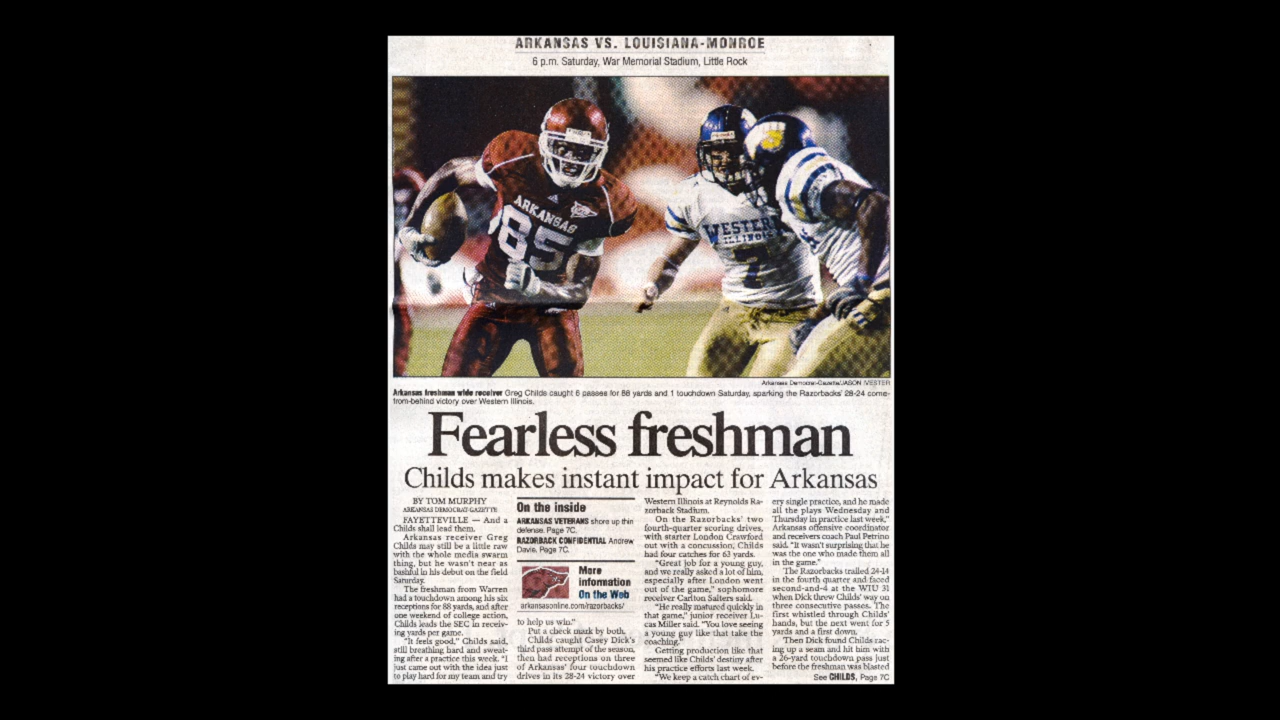 ARKANSAS VS. LOUISIANA-MONROE
6 p.m. Saturday, War Memorial Stadium, Little Rock
ARKANSAS
85
WESTERN
ILLINOIS
7
Arkansas Democrat-Gazette/JASON IVESTER
Arkansas freshman wide receiver Greg Childs caught 6 passes for 88 yards and 1 touchdown Saturday, sparking the Razorbacks' 28-24 come-
from-behind victory over Western Illinois.
Fearless freshman
Childs makes instant impact for Arkansas
BY TOM MURPHY
ARKANSAS DEMOCRAT-GAZETTE
FAYETTEVILLE — And a
Childs shall lead them.
Arkansas receiver Greg
Childs may still be a little raw
with the whole media swarm
thing, but he wasn't near as
bashful in his debut on the field
Saturday.
The freshman from Warren
had a touchdown among his six
receptions for 88 yards, and after
one weekend of college action,
Childs leads the SEC in receiv-
ing yards per game.
"It feels good," Childs said,
still breathing hard and sweat-
ing after a practice this week. "I
just came out with the idea just
to play hard for my team and try
On the inside
ARKANSAS VETERANS shore up thin
defense. Page 7C.
RAZORBACK CONFIDENTIAL Andrew
Davie. Page 7C.
More
information
On the Web
arkansasonline.com/razorbacks/
to help us win."
Put a check mark by both.
Childs caught Casey Dick's
third pass attempt of the season,
then had receptions on three
of Arkansas' four touchdown
drives in its 28-24 victory over
Western Illinois at Reynolds Ra-
zorback Stadium.
On the Razorbacks' two
fourth-quarter scoring drives,
with starter London Crawford
out with a concussion, Childs
had four catches for 63 yards.
"Great job for a young guy,
and we really asked a lot of him,
especially after London went
out of the game," sophomore
receiver Carlton Salters said.
"He really matured quickly in
that game," junior receiver Lu-
cas Miller said. "You love seeing
a young guy like that take the
coaching."
Getting production like that
seemed like Childs' destiny after
his practice efforts last week.
"We keep a catch chart of ev-
ery single practice, and he made
all the plays Wednesday and
Thursday in practice last week,"
Arkansas offensive coordinator
and receivers coach Paul Petrino
said. "It wasn't surprising that he
was the one who made them all
in the game."
The Razorbacks trailed 24-14
in the fourth quarter and faced
second-and-4 at the WIU 31
when Dick threw Childs' way on
three consecutive passes. The
first whistled through Childs'
hands, but the next went for 5
yards and a first down.
Then Dick found Childs rac-
ing up a seam and hit him with
a 26-yard touchdown pass just
before the freshman was blasted
See CHILDS, Page 7C